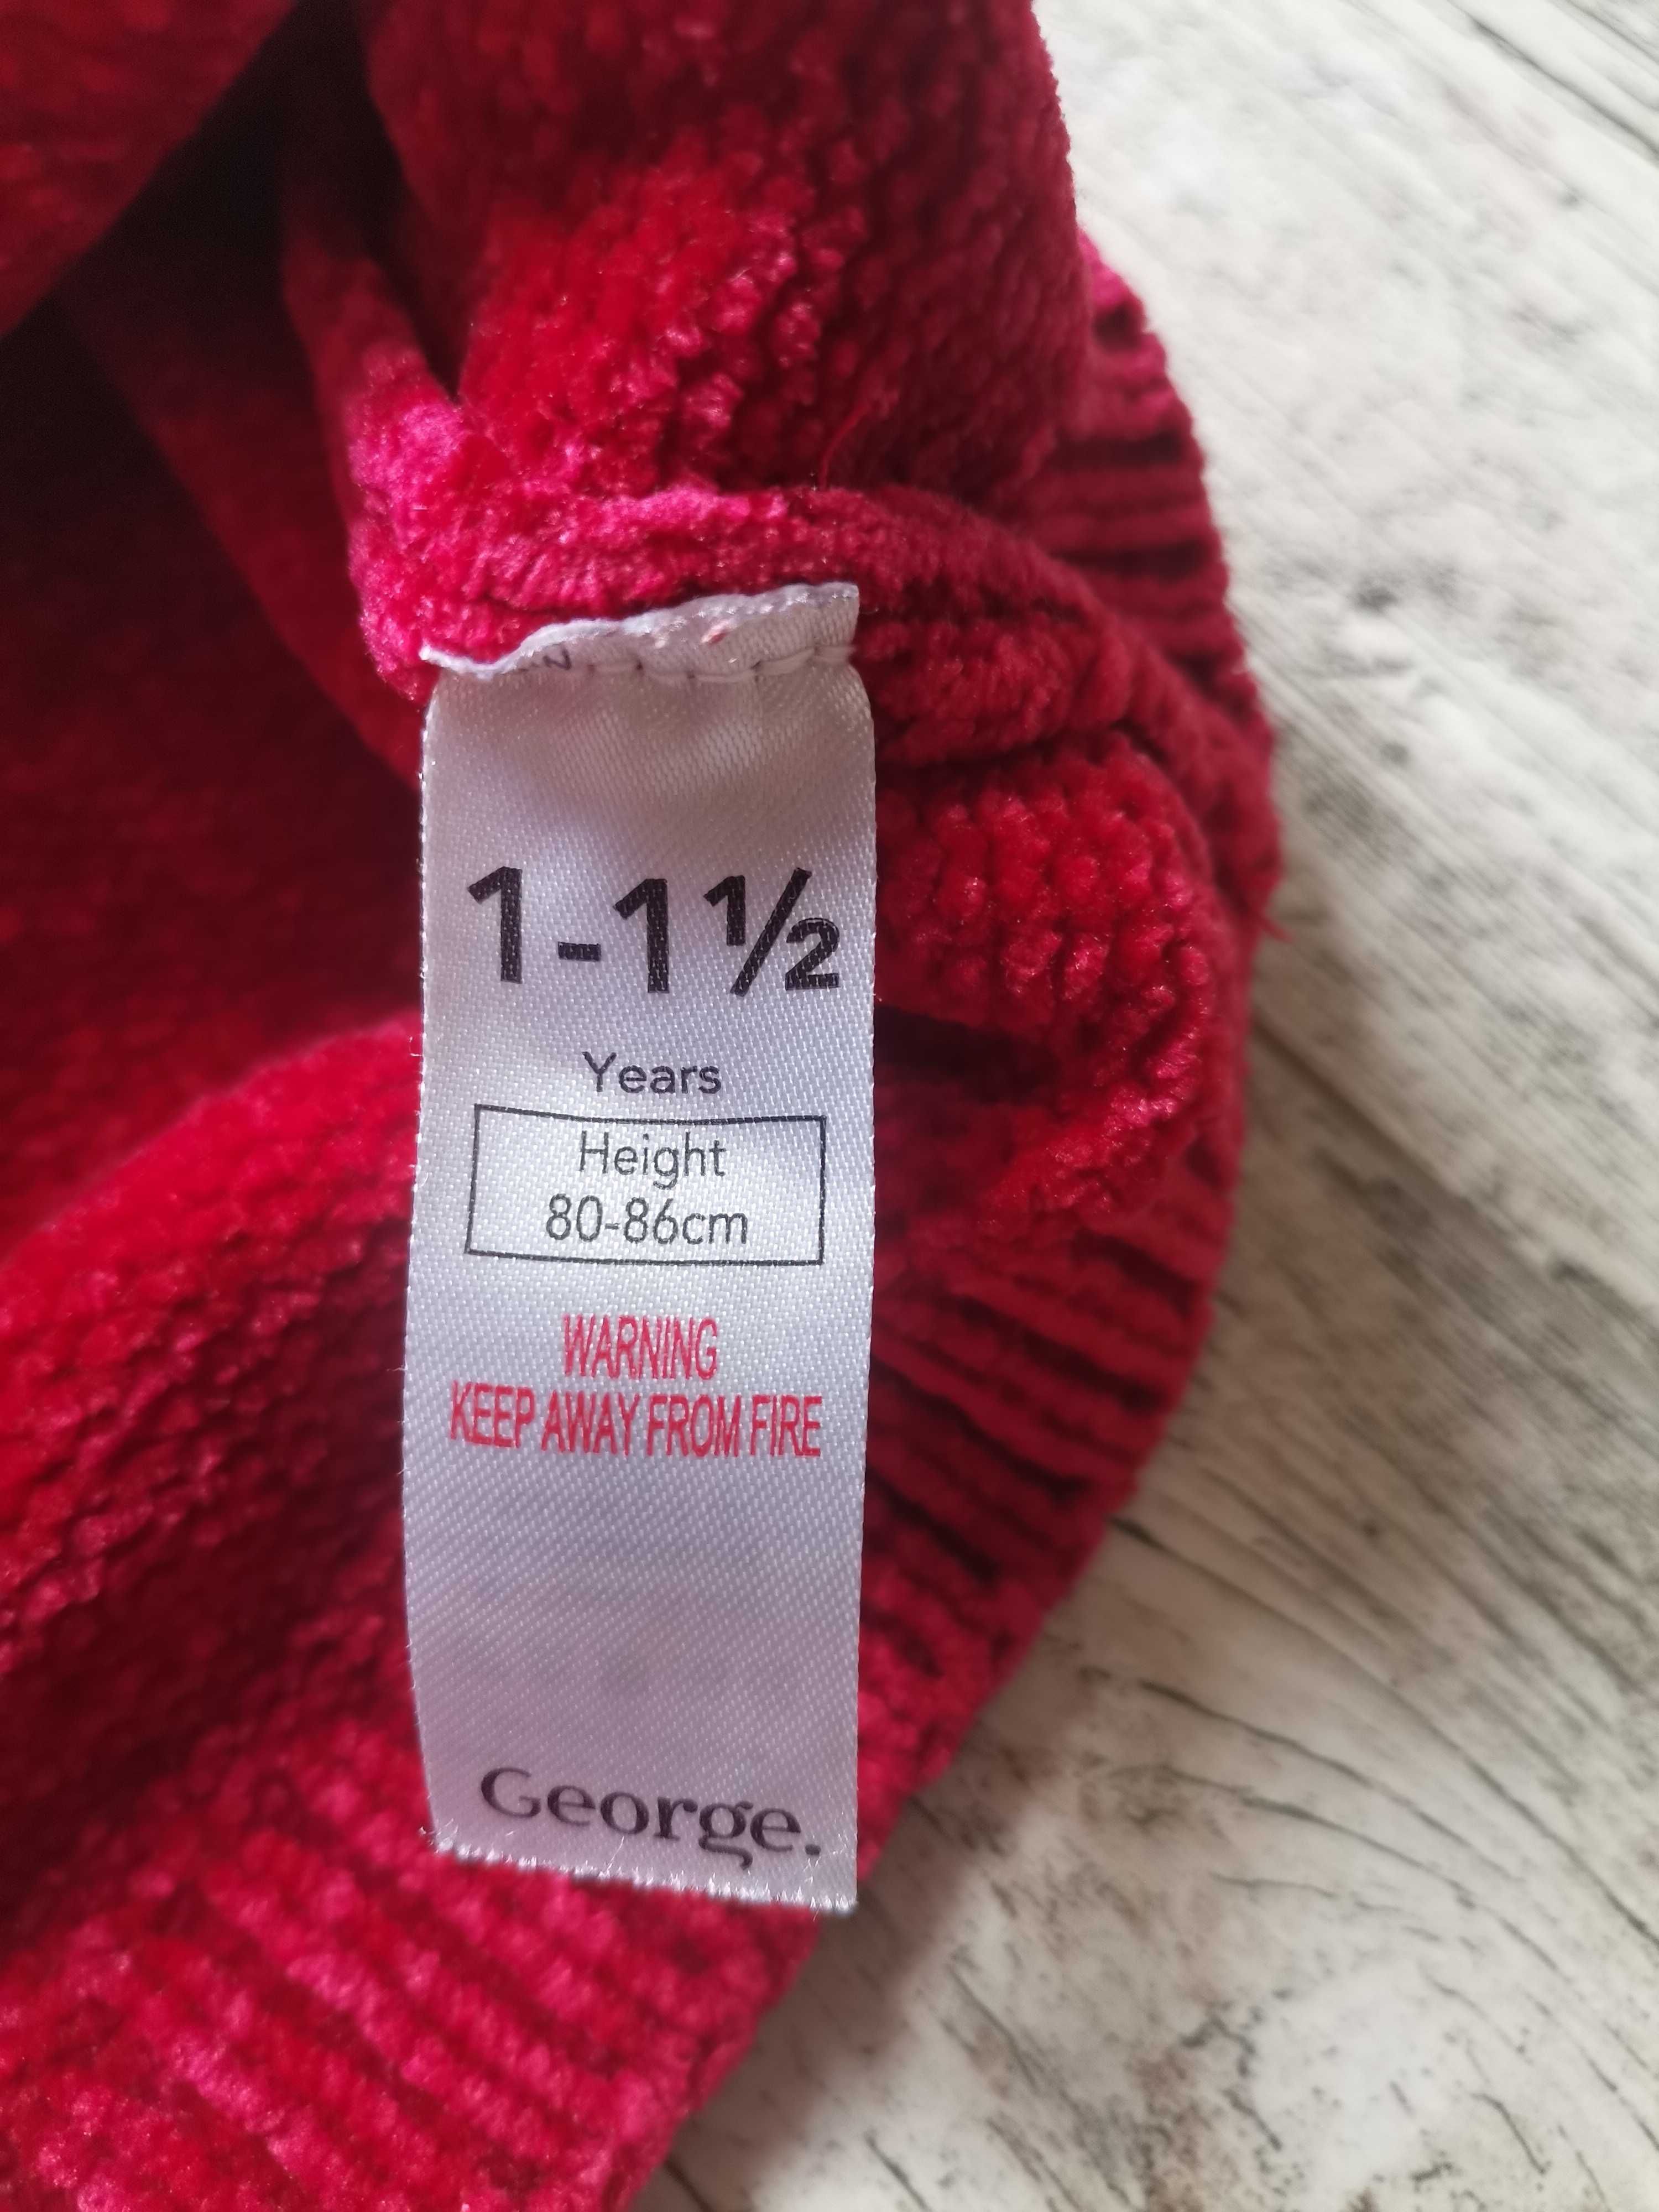 1-1½
Years
Height
80-86cm
WARNING
KEEP AWAY FROM FIRE
George.